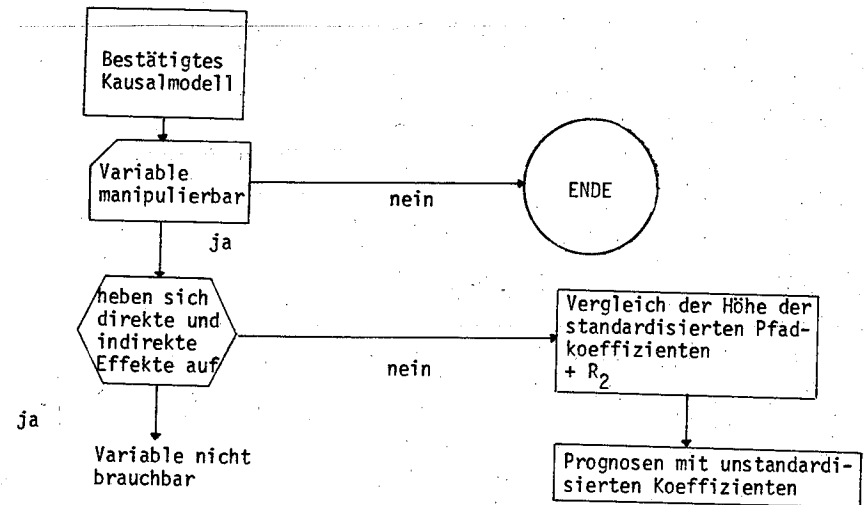 Bestätigtes
Kausalmodell
Variable
manipulierbar
nein
ENDE
ja
heben sich
direkte und
indirekte
Effekte auf
nein
Vergleich der Höhe der
standardisierten Pfad-
koeffizienten
+ R2
ja
Variable nicht
brauchbar
Prognosen mit unstandardi-
sierten Koeffizienten